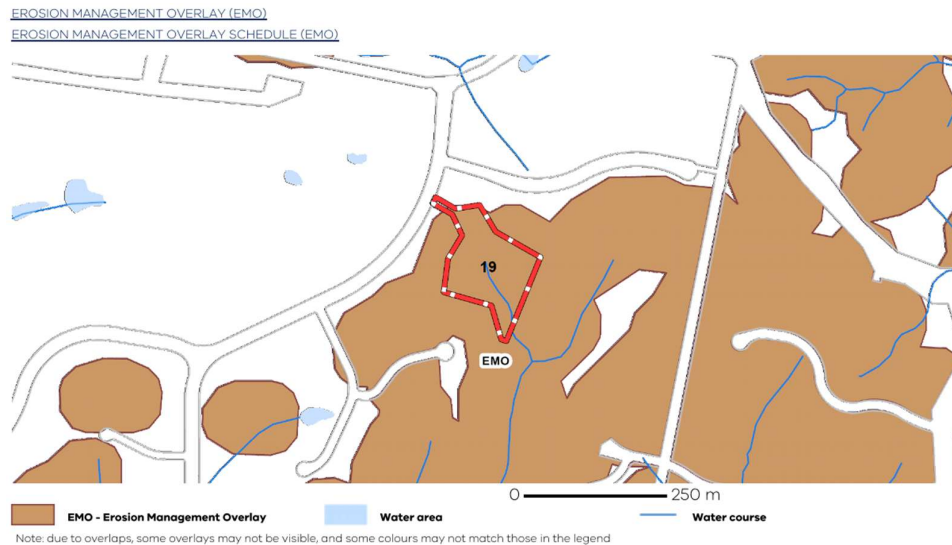 EROSION MANAGEMENT OVERLAY (EMO)
EROSION MANAGEMENT OVERLAY SCHEDULE (EMO)
19
EMO
0 250 m
EMO - Erosion Management Overlay Water area Water course
Note: due to overlaps, some overlays may not be visible, and some colours may not match those in the legend